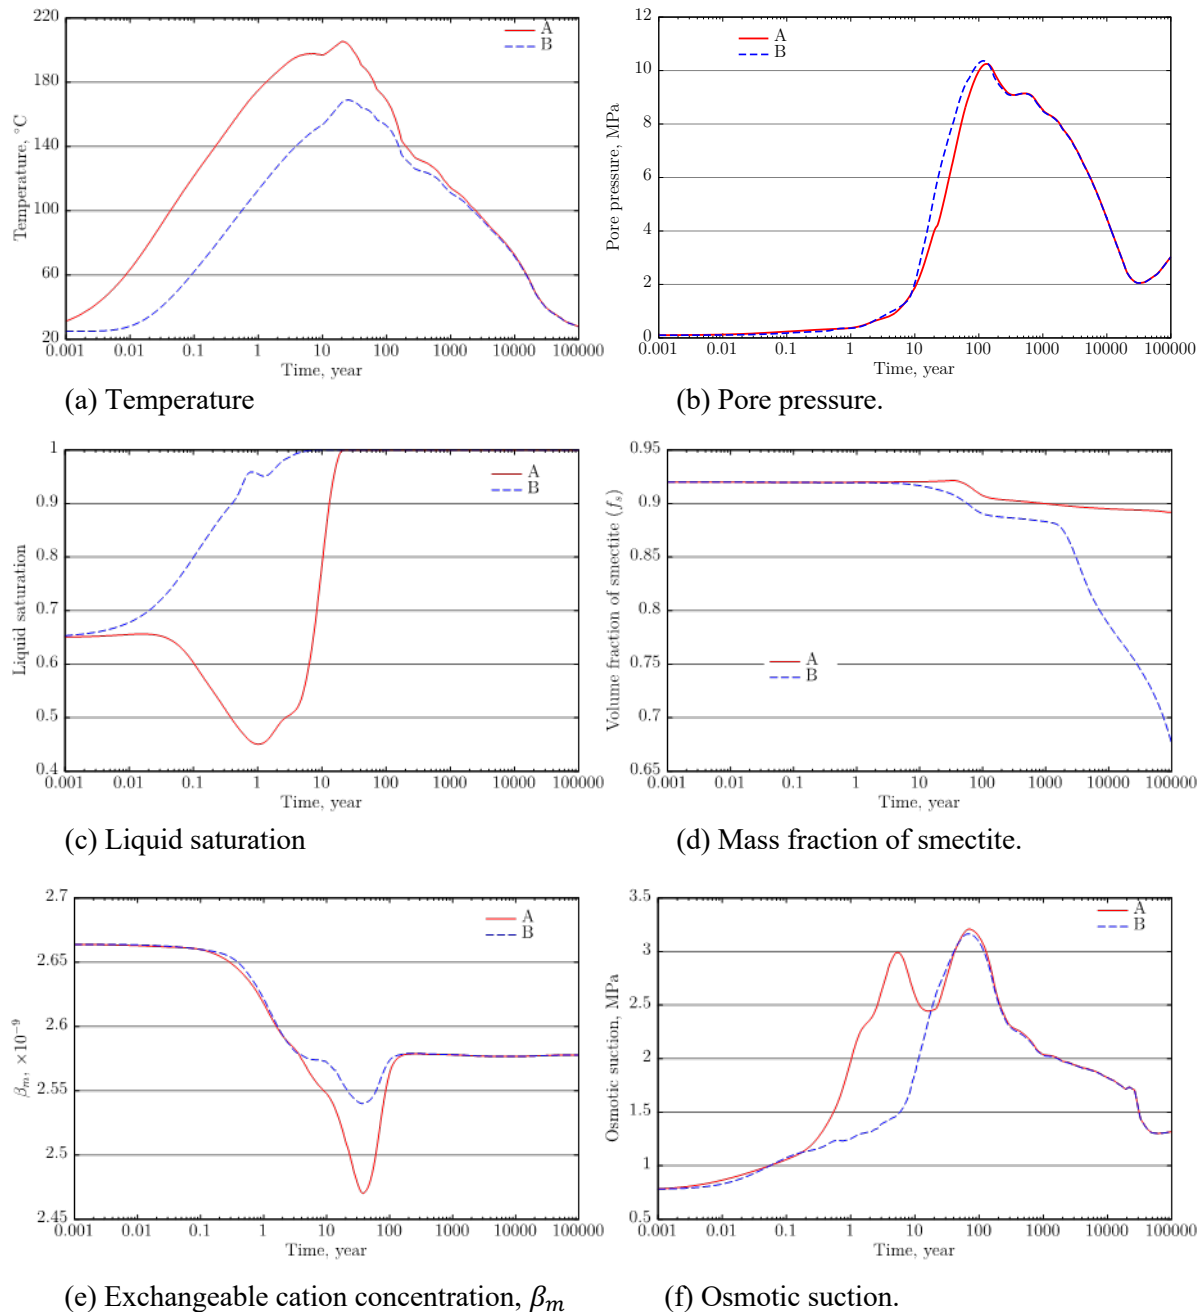 220
180
140
100
60
20
Temperature, °C
A
B
0.001 0.01 0.1 1 10 100 1000 10000 100000
Time, year
(a) Temperature
12
10
8
6
4
2
0
Pore pressure, MPa
A
B
0.001 0.01 0.1 1 10 100 1000 10000 100000
Time, year
(b) Pore pressure.
1
0.9
0.8
0.7
0.6
0.5
0.4
Liquid saturation
A
B
0.001 0.01 0.1 1 10 100 1000 10000 100000
Time, year
(c) Liquid saturation
0.95
0.9
0.85
0.8
0.75
0.7
0.65
Volume fraction of smectite (fₛ)
A
B
0.001 0.01 0.1 1 10 100 1000 10000 100000
Time, year
(d) Mass fraction of smectite.
2.7
2.65
2.6
2.55
2.5
2.45
βₘ, ×10⁻⁹
A
B
0.001 0.01 0.1 1 10 100 1000 10000 100000
Time, year
(e) Exchangeable cation concentration, βₘ
3.5
3
2.5
2
1.5
1
0.5
Osmotic suction, MPa
A
B
0.001 0.01 0.1 1 10 100 1000 10000 100000
Time, year
(f) Osmotic suction.